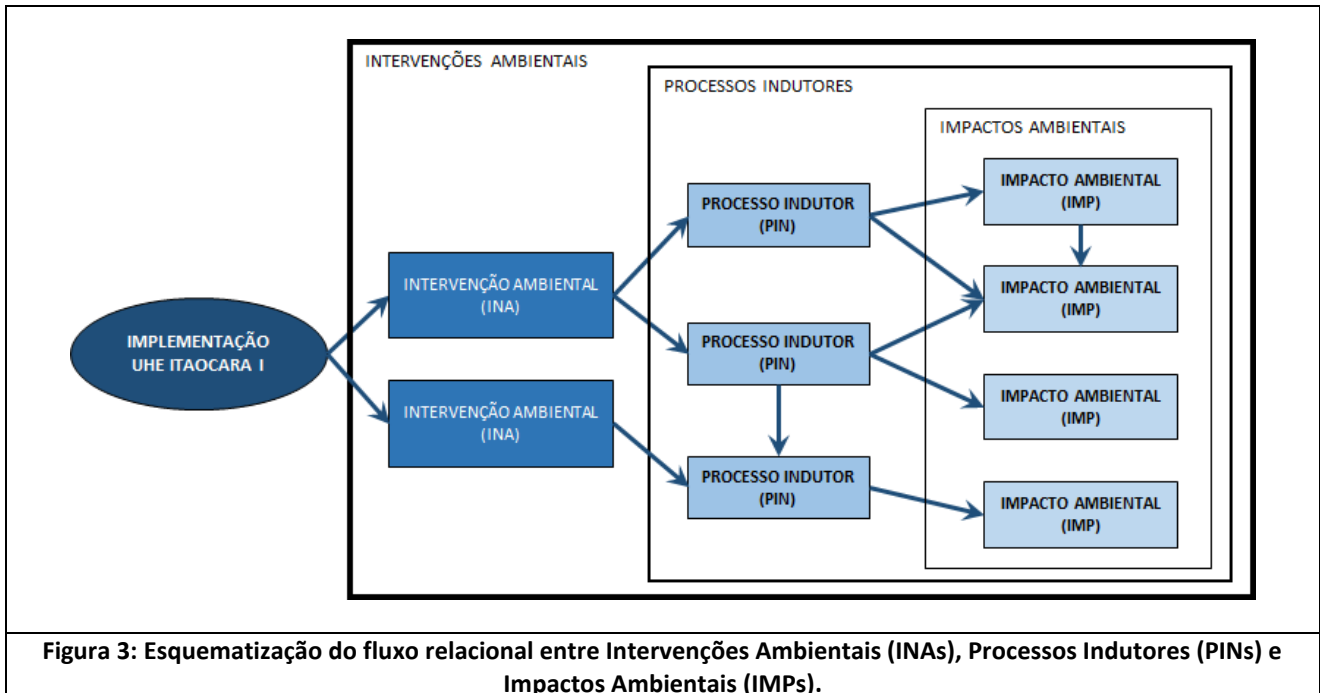 INTERVENÇÕES AMBIENTAIS
PROCESSOS INDUTORES
IMPACTOS AMBIENTAIS
IMPLEMENTAÇÃO
UHE ITAOCARA I
INTERVENÇÃO AMBIENTAL
(INA)
INTERVENÇÃO AMBIENTAL
(INA)
PROCESSO INDUTOR
(PIN)
PROCESSO INDUTOR
(PIN)
PROCESSO INDUTOR
(PIN)
IMPACTO AMBIENTAL
(IMP)
IMPACTO AMBIENTAL
(IMP)
IMPACTO AMBIENTAL
(IMP)
IMPACTO AMBIENTAL
(IMP)
Figura 3: Esquematização do fluxo relacional entre Intervenções Ambientais (INAs), Processos Indutores (PINs) e
Impactos Ambientais (IMPs).